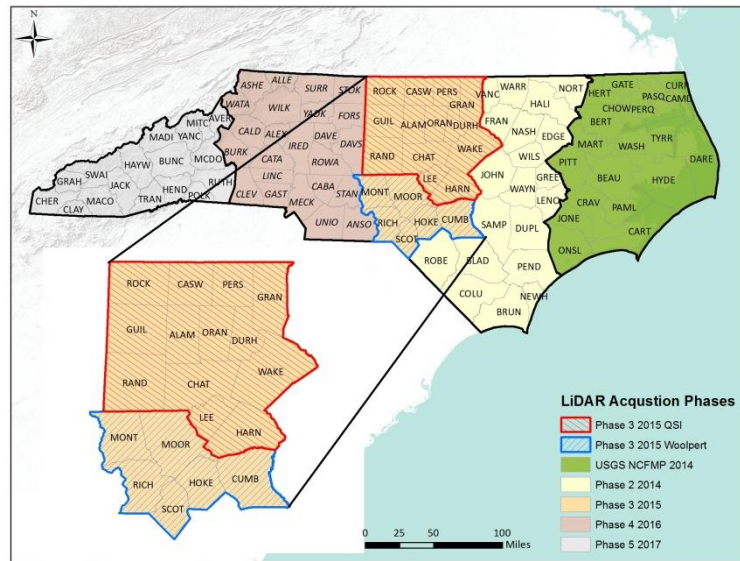 N
ASHE ALLE SURR STOK ROCK CASW PERS VANC WARR NORT HERT GATE CURR
WATA WILK YADK FORS GUIL ALAM ORAN DURH GRAN FRAN HALI BERT CHOW PERQ PASQ CAMD
MITC AVER CALD ALEX IRED DAVE DAVS RAND CHAT WAKE NASH EDGE MART WASH TYRR DARE
MADI YANC BURK CATA ROWA LEE HARN JOHN WILS PITT BEAU HYDE
GRAH SWAI HAYW BUNC MCDO LINC CABA STAN MONT MOOR WAYN GREE LENO CRAV PAML
CHER CLAY MACO JACK TRAN HEND POLK RUTH CLEV GAST MECK UNIO ANSO RICH HOKE CUMB SCOT SAMP DUPL JONE CART
ROBE BLAD PEND ONSL
COLU BRUN NEWH
ROCK CASW PERS GRAN
GUIL ALAM ORAN DURH
RAND CHAT WAKE
LEE HARN
MONT MOOR
RICH HOKE CUMB
SCOT
LiDAR Acqustion Phases
Phase 3 2015 QSI
Phase 3 2015 Woolpert
USGS NCFMP 2014
Phase 2 2014
Phase 3 2015
Phase 4 2016
Phase 5 2017
0 25 50 100
Miles